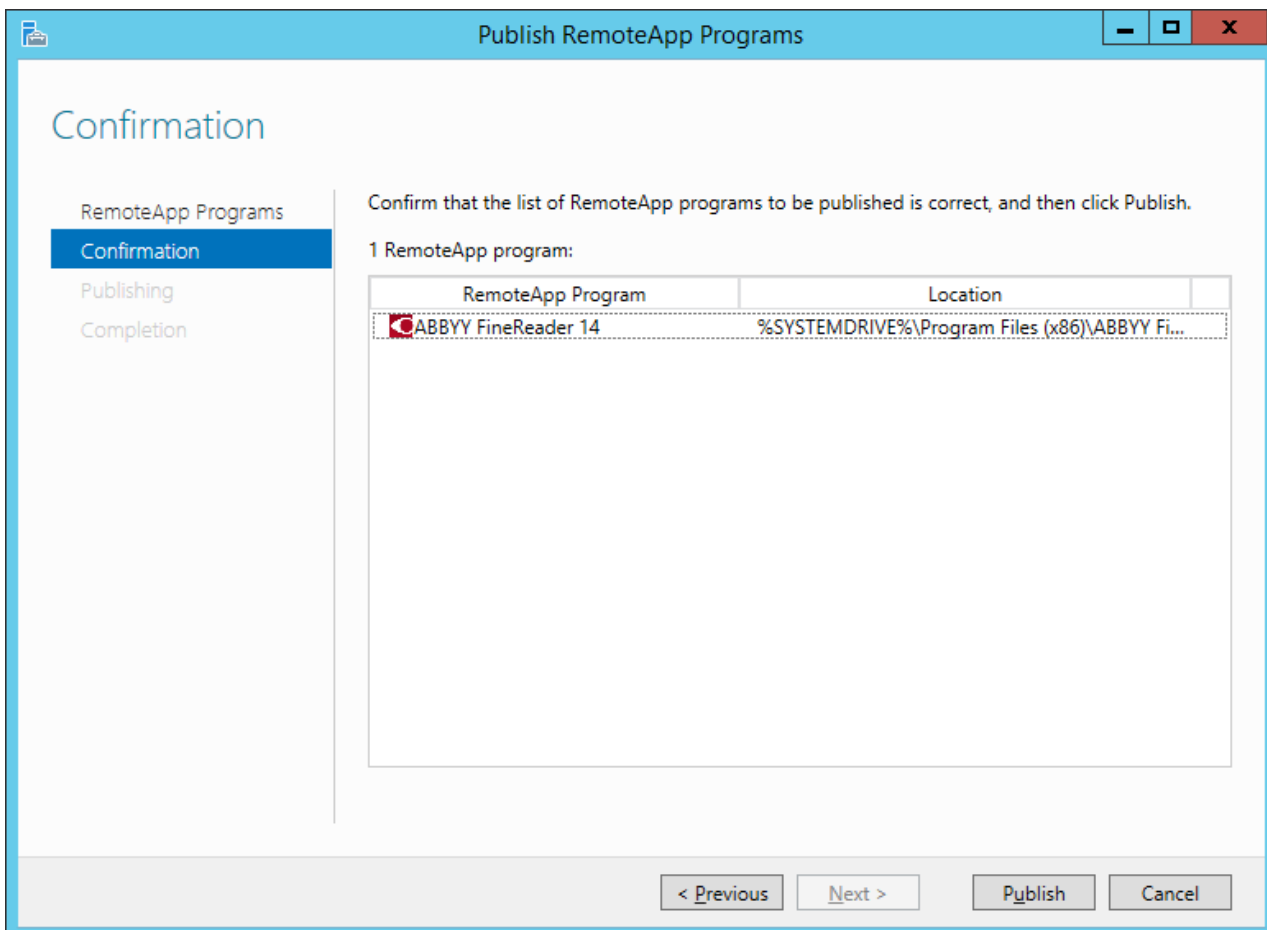 Publish RemoteApp Programs
Confirmation
RemoteApp Programs
Confirmation
Publishing
Completion
Confirm that the list of RemoteApp programs to be published is correct, and then click Publish.
1 RemoteApp program:
RemoteApp Program Location
ABBYY FineReader 14 %SYSTEMDRIVE%\Program Files (x86)\ABBYY Fi...
< Previous Next > Publish Cancel